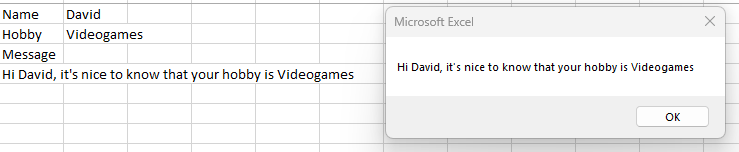 Name David
Hobby Videogames
Message
Hi David, it's nice to know that your hobby is Videogames
Microsoft Excel
Hi David, it's nice to know that your hobby is Videogames
OK